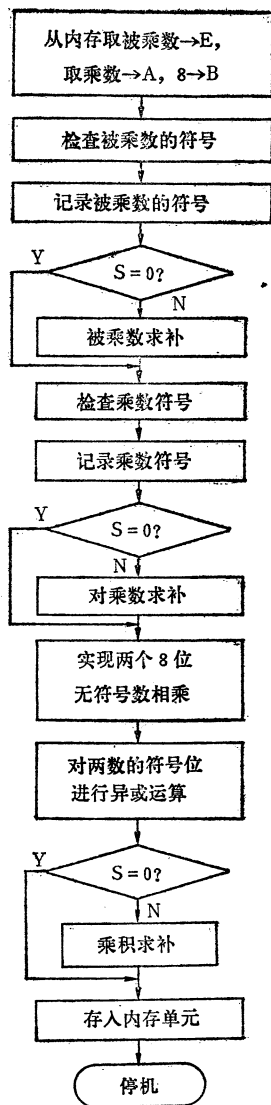 从内存取被乘数→E,
取乘数→A, 8→B
检查被乘数的符号
记录被乘数的符号
Y
S=0?
N
被乘数求补
检查乘数符号
记录乘数符号
Y
S=0?
N
对乘数求补
实现两个 8 位
无符号数相乘
对两数的符号位
进行异或运算
Y
S=0?
N
乘积求补
存入内存单元
停机